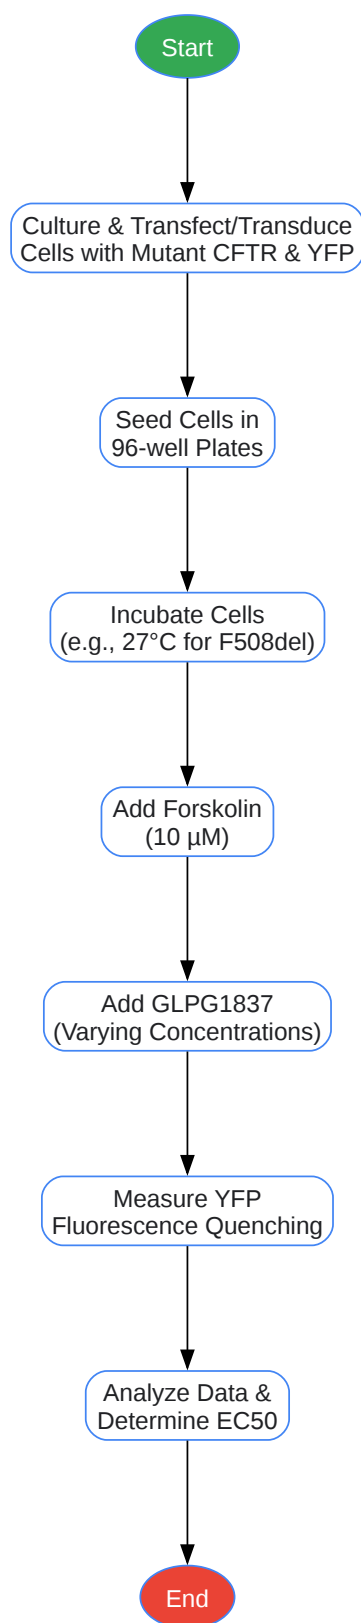 Start
Culture & Transfect/Transduce
Cells with Mutant CFTR & YFP
Seed Cells in
96-well Plates
Incubate Cells
(e.g., 27°C for F508del)
Add Forskolin
(10 µM)
Add GLPG1837
(Varying Concentrations)
Measure YFP
Fluorescence Quenching
Analyze Data &
Determine EC50
End